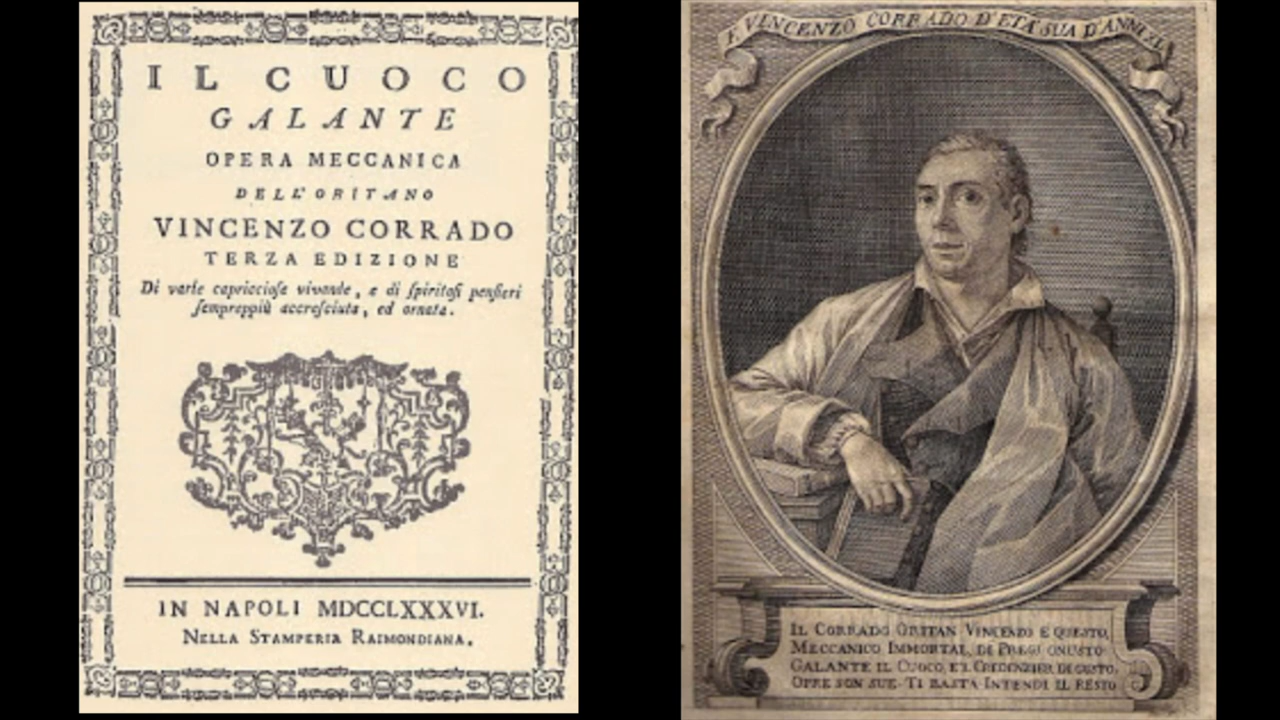 IL CUOCO
GALANTE
OPERA MECCANICA
DELL'ORITANO
VINCENZO CORRADO
TERZA EDIZIONE
Di varie capricciose vivande, e di spiritosi pensieri
sempreppiù accresciuta, ed ornata.
IN NAPOLI MDCCLXXXVI.
NELLA STAMPERIA RAIMONDIANA.
F. VINCENZO CORRADO D'ETÀ SUA D'ANNI
IL CORRADO ORITAN VINCENZO E QUESTO,
MECCANICO IMMORTAL, DI PREGI ONUSTO
GALANTE IL CUOCO, E'L CREDENZIER DI GUSTO,
OPRE SON SUE. TI BASTA INTENDI IL RESTO